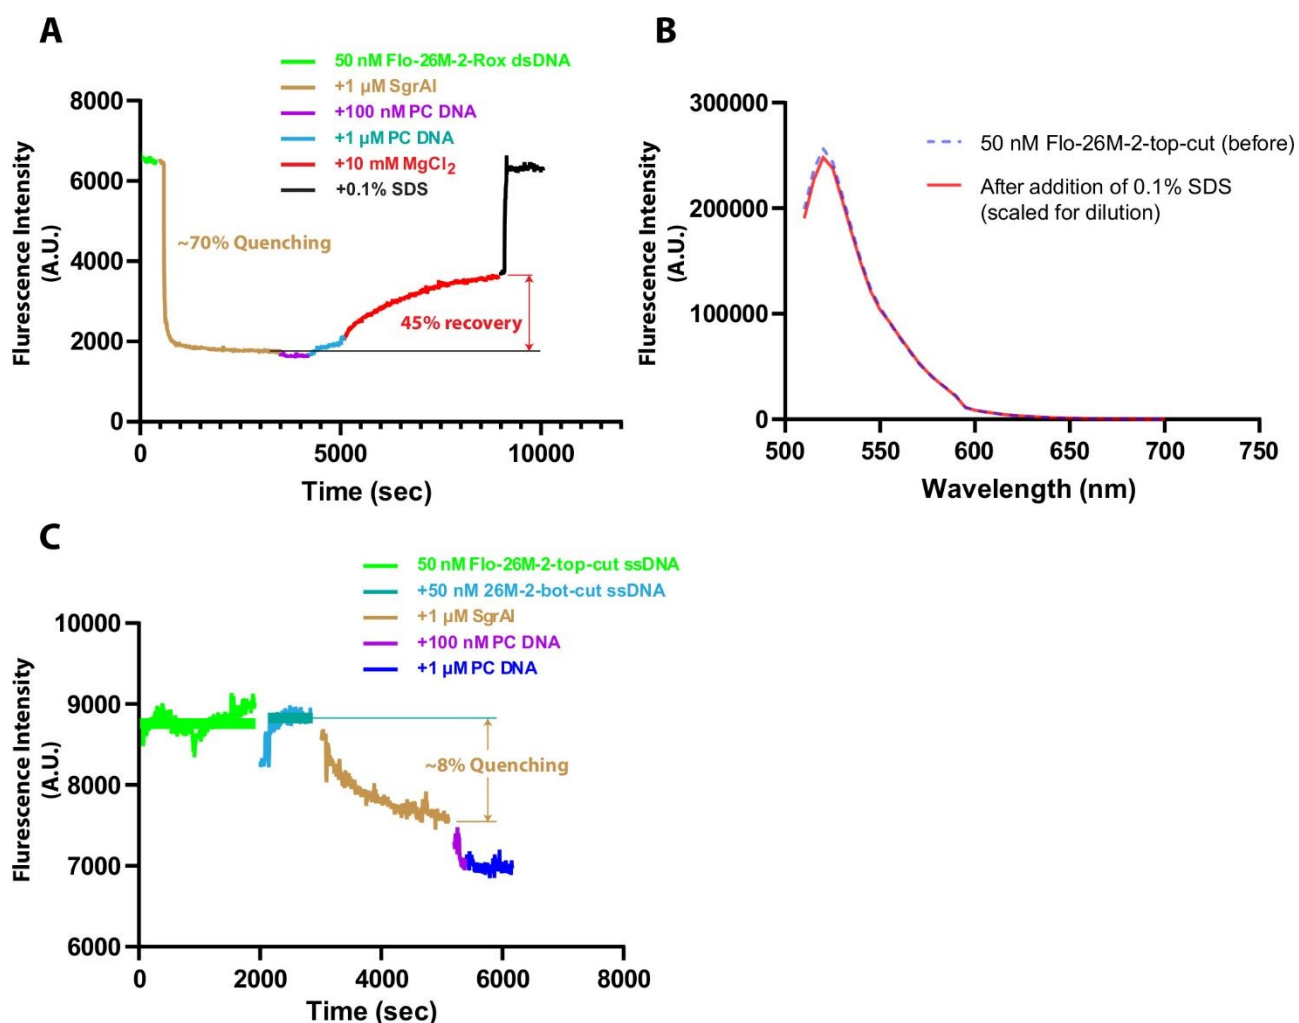 A
50 nM Flo-26M-2-Rox dsDNA
+1 µM SgrAI
+100 nM PC DNA
+1 µM PC DNA
+10 mM MgCl2
+0.1% SDS
Flurescence Intensity
(A.U.)
8000
6000
4000
2000
0
~70% Quenching
45% recovery
0
5000
10000
Time (sec)
B
50 nM Flo-26M-2-top-cut (before)
After addition of 0.1% SDS
(scaled for dilution)
Flurescence Intensity
(A.U.)
300000
200000
100000
0
500
550
600
650
700
750
Wavelength (nm)
C
50 nM Flo-26M-2-top-cut ssDNA
+50 nM 26M-2-bot-cut ssDNA
+1 µM SgrAI
+100 nM PC DNA
+1 µM PC DNA
Flurescence Intensity
(A.U.)
10000
9000
8000
7000
6000
~8% Quenching
0
2000
4000
6000
8000
Time (sec)